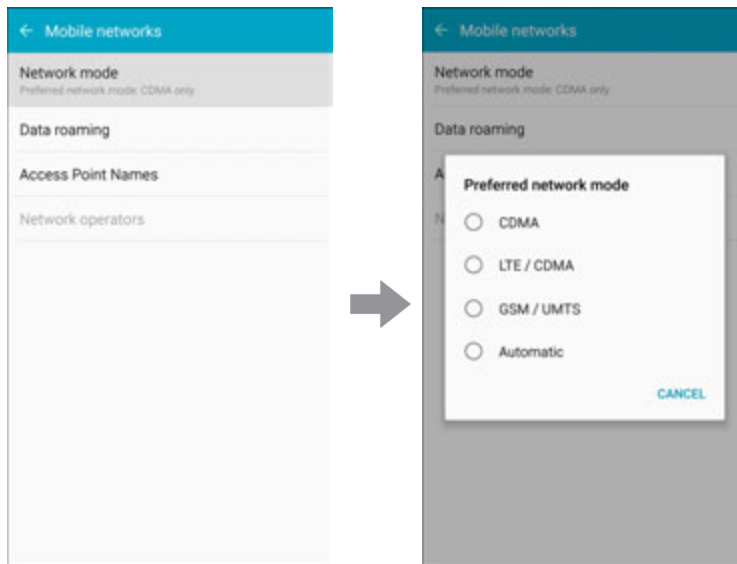 ← Mobile networks
Network mode
Preferred network mode: CDMA only
Data roaming
Access Point Names
Network operators
← Mobile networks
Network mode
Preferred network mode: CDMA only
Data roaming
A
N
Preferred network mode
CDMA
LTE / CDMA
GSM / UMTS
Automatic
CANCEL